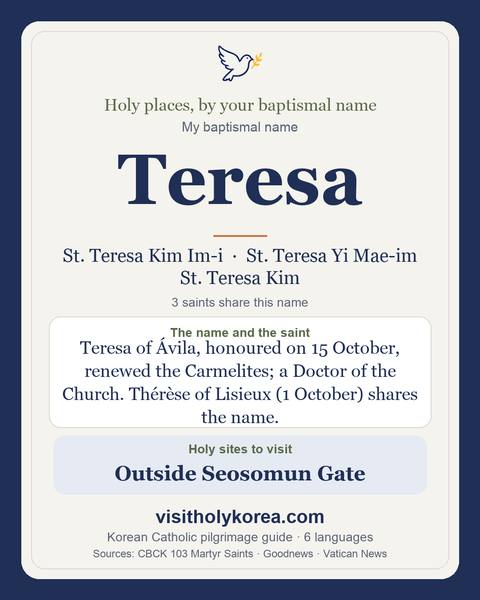 Holy places, by your baptismal name
My baptismal name
Teresa
St. Teresa Kim Im-i · St. Teresa Yi Mae-im
St. Teresa Kim
3 saints share this name
The name and the saint
Teresa of Ávila, honoured on 15 October,
renewed the Carmelites; a Doctor of the
Church. Thérèse of Lisieux (1 October) shares
the name.
Holy sites to visit
Outside Seosomun Gate
visitholykorea.com
Korean Catholic pilgrimage guide · 6 languages
Sources: CBCK 103 Martyr Saints · Goodnews · Vatican News